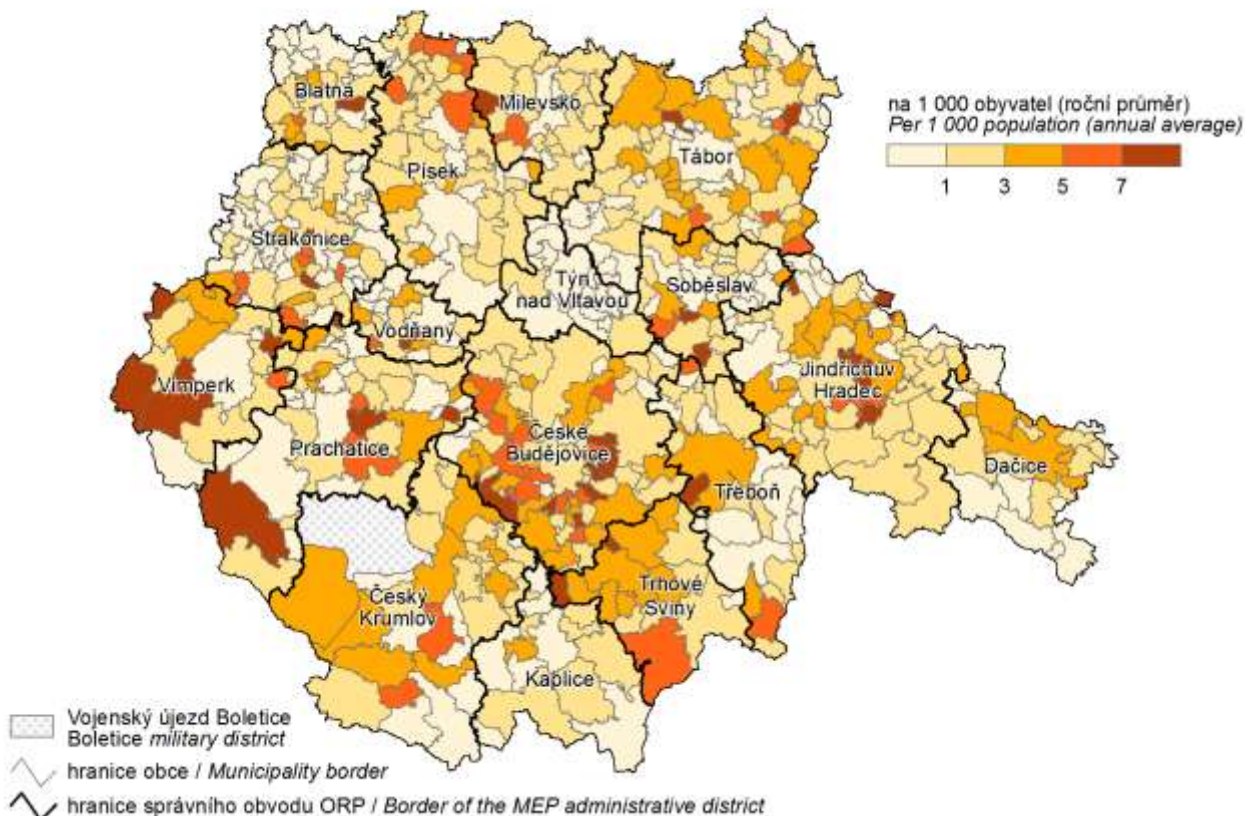 Blatná
Milevsko
Tábor
Písek
Strakonice
Týn
nad Vltavou
Soběslav
Vodňany
Vimperk
Jindřichův
Hradec
Prachatice
České
Budějovice
Dačice
Třeboň
Český
Krumlov
Trhové
Sviny
Kaplice
na 1 000 obyvatel (roční průměr)
Per 1 000 population (annual average)
1 3 5 7
Vojenský újezd Boletice
Boletice military district
hranice obce / Municipality border
hranice správního obvodu ORP / Border of the MEP administrative district